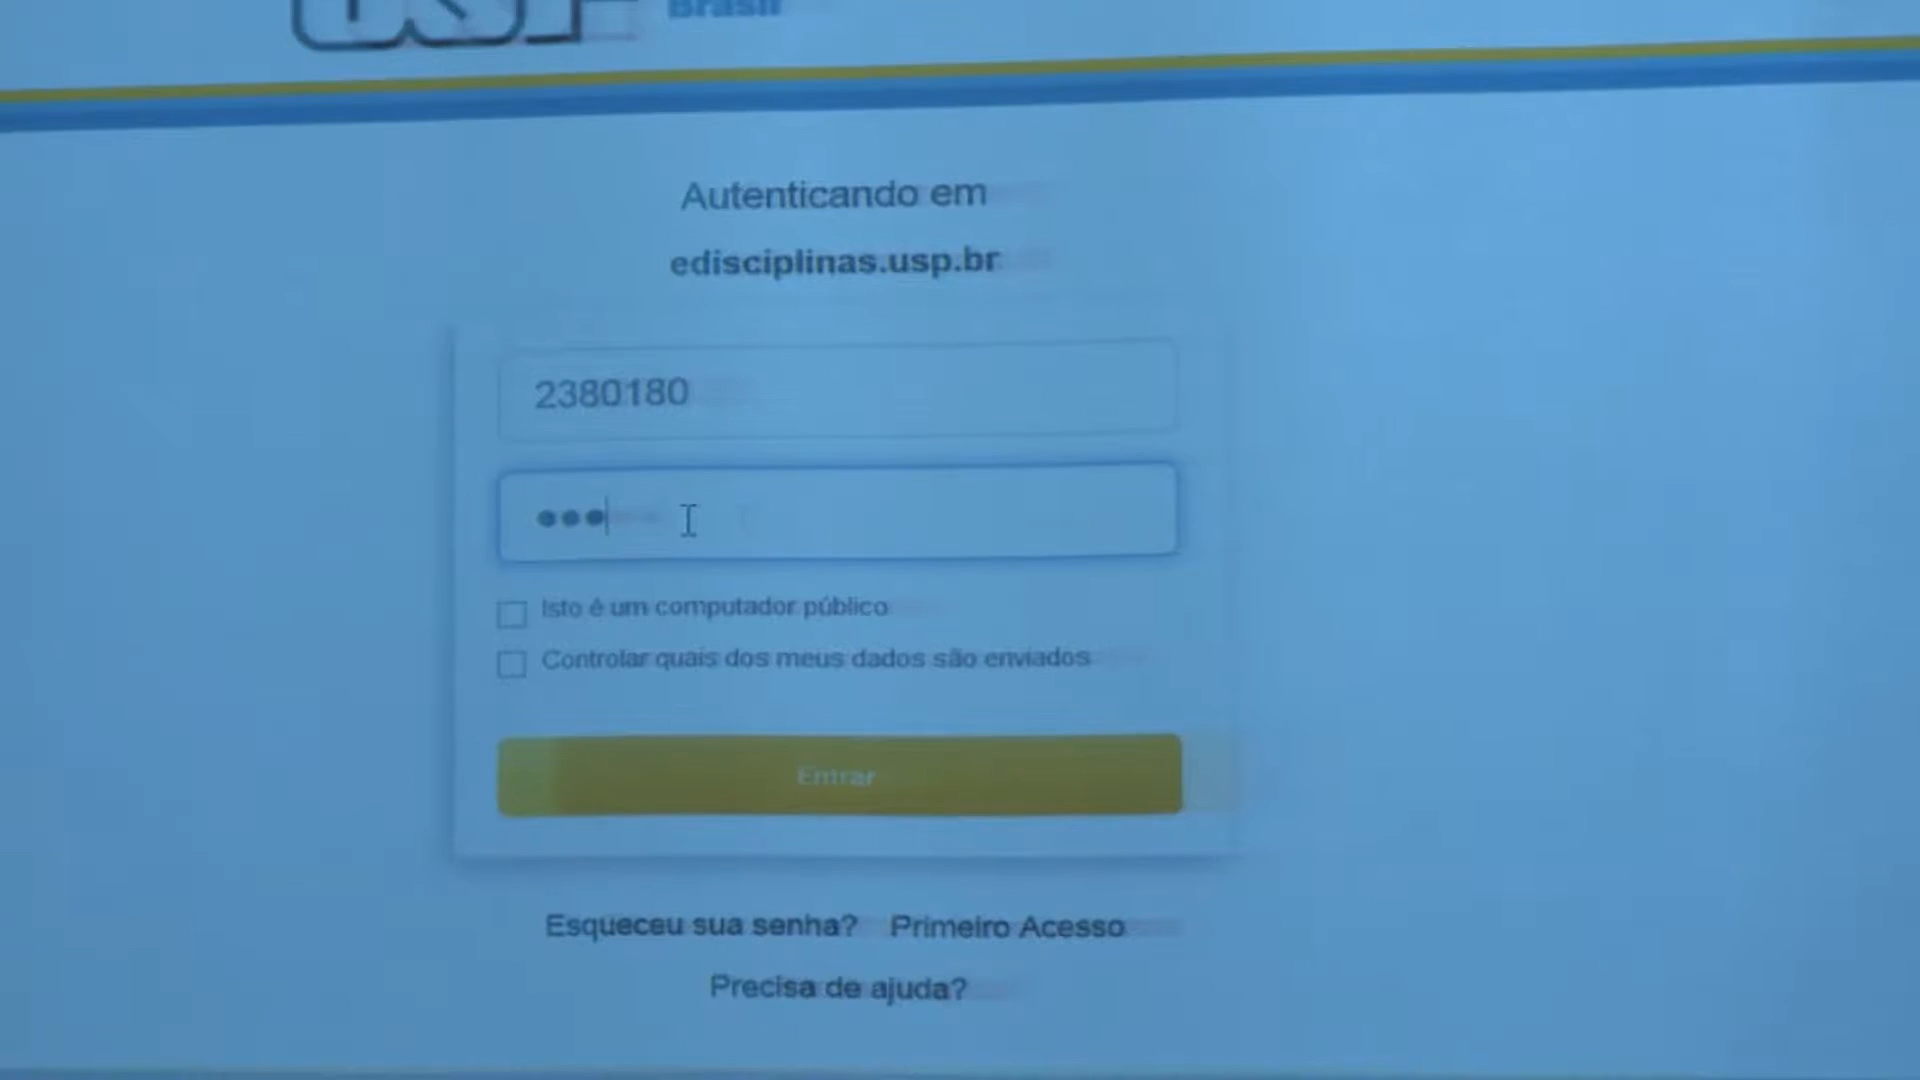 USP Brasil
Autenticando em
edisciplinas.usp.br
2380180
•••
Isto é um computador público
Controlar quais dos meus dados são enviados
Entrar
Esqueceu sua senha? Primeiro Acesso
Precisa de ajuda?